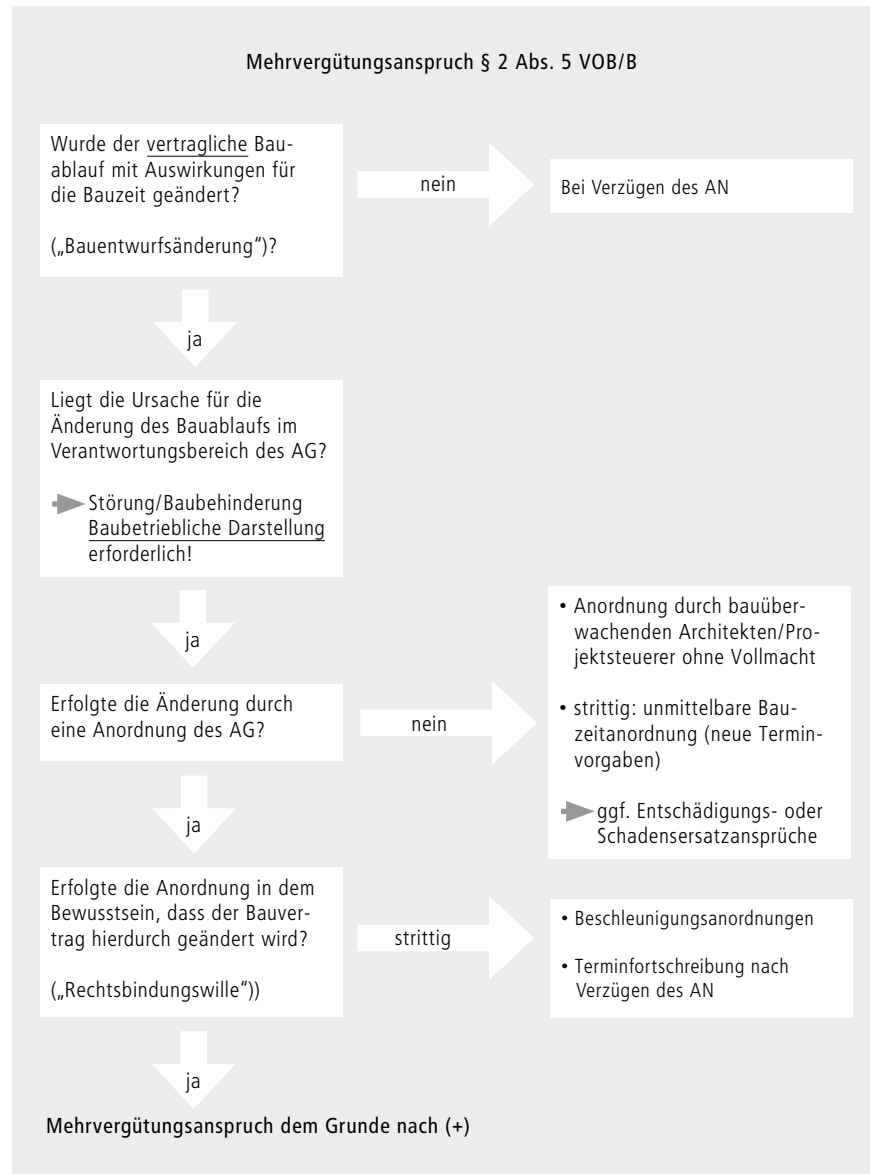 Mehrvergütungsanspruch § 2 Abs. 5 VOB/B
Wurde der vertragliche Bau-
ablauf mit Auswirkungen für
die Bauzeit geändert?
(„Bauentwurfsänderung“)?
nein
Bei Verzügen des AN
ja
Liegt die Ursache für die
Änderung des Bauablaufs im
Verantwortungsbereich des AG?
Störung/Baubehinderung
Baubetriebliche Darstellung
erforderlich!
ja
Erfolgte die Änderung durch
eine Anordnung des AG?
nein
• Anordnung durch bauüber-
wachenden Architekten/Pro-
jektsteuerer ohne Vollmacht
• strittig: unmittelbare Bau-
zeitanordnung (neue Termin-
vorgaben)
ggf. Entschädigungs- oder
Schadensersatzansprüche
ja
Erfolgte die Anordnung in dem
Bewusstsein, dass der Bauver-
trag hierdurch geändert wird?
(„Rechtsbindungswille“))
strittig
• Beschleunigungsanordnungen
• Terminfortschreibung nach
Verzügen des AN
ja
Mehrvergütungsanspruch dem Grunde nach (+)